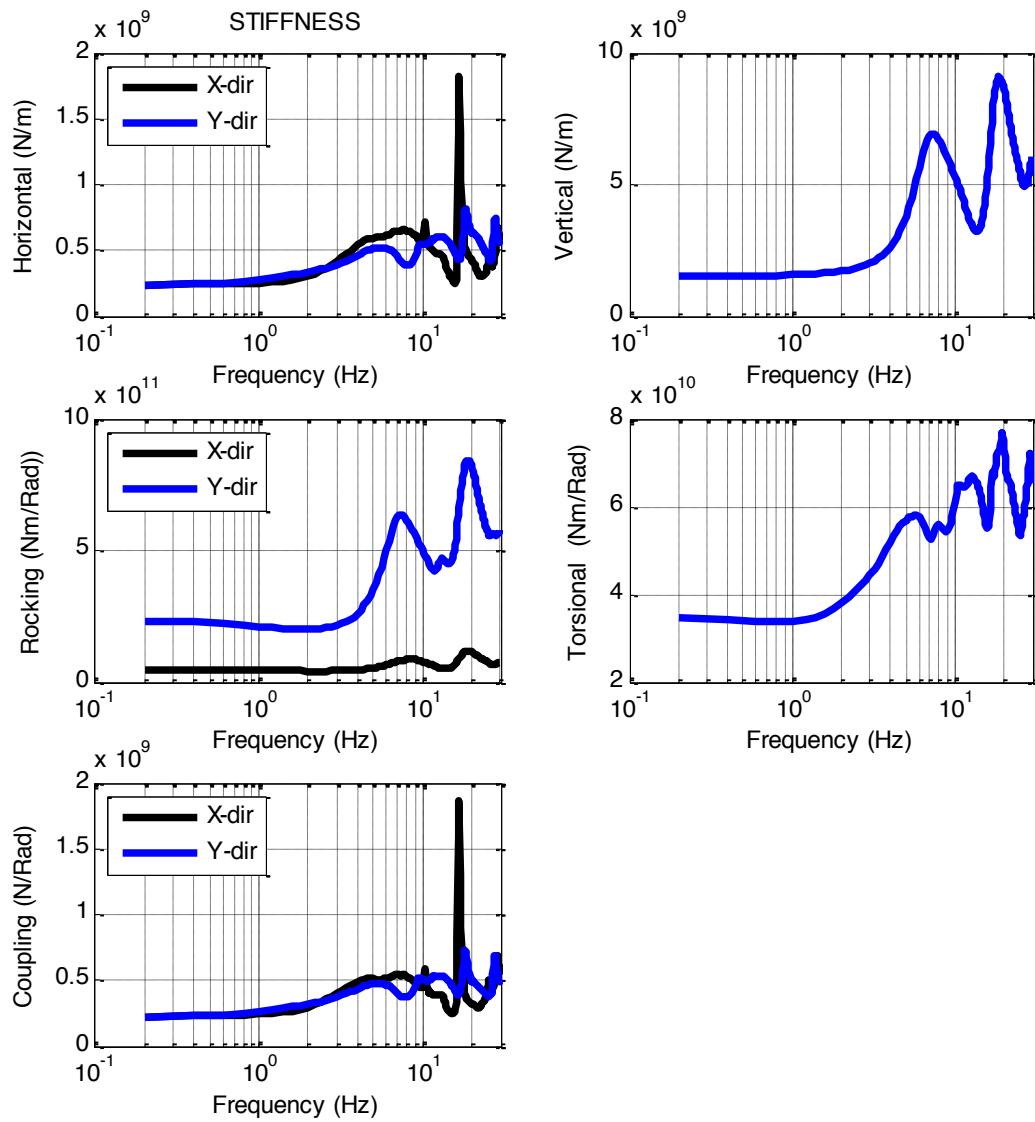 STIFFNESS
x 10^9
2
1.5
1
0.5
0
Horizontal (N/m)
X-dir
Y-dir
10^-1 10^0 10^1
Frequency (Hz)
x 10^9
10
5
0
Vertical (N/m)
10^-1 10^0 10^1
Frequency (Hz)
x 10^11
10
5
0
Rocking (Nm/Rad))
X-dir
Y-dir
10^-1 10^0 10^1
Frequency (Hz)
x 10^10
8
6
4
2
Torsional (Nm/Rad)
10^-1 10^0 10^1
Frequency (Hz)
x 10^9
2
1.5
1
0.5
0
Coupling (N/Rad)
X-dir
Y-dir
10^-1 10^0 10^1
Frequency (Hz)